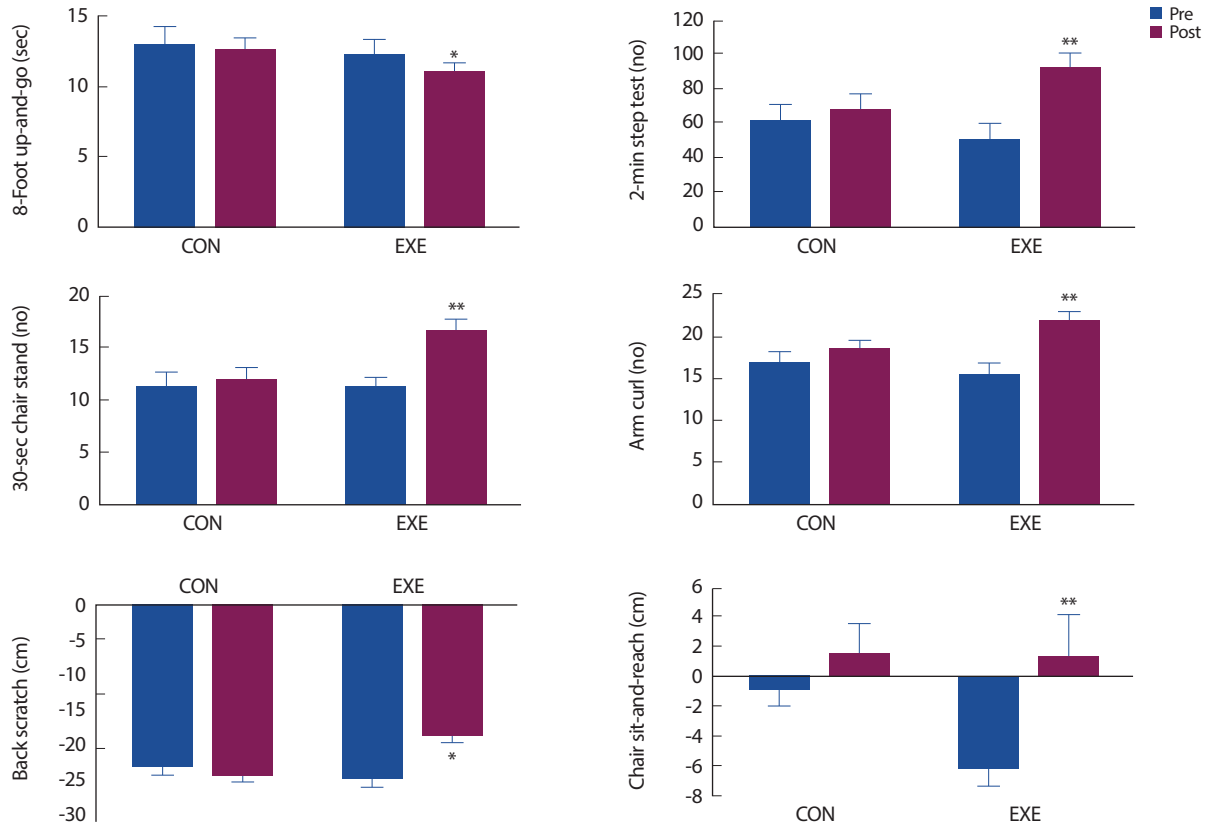 Pre
Post
8-Foot up-and-go (sec)
15
10
5
0
*
CON
EXE
2-min step test (no)
120
100
80
60
40
20
0
**
CON
EXE
30-sec chair stand (no)
20
15
10
5
0
**
CON
EXE
Arm curl (no)
25
20
15
10
5
0
**
CON
EXE
Back scratch (cm)
CON
EXE
0
-5
-10
-15
-20
-25
-30
*
Chair sit-and-reach (cm)
6
4
2
0
-2
-4
-6
-8
**
CON
EXE